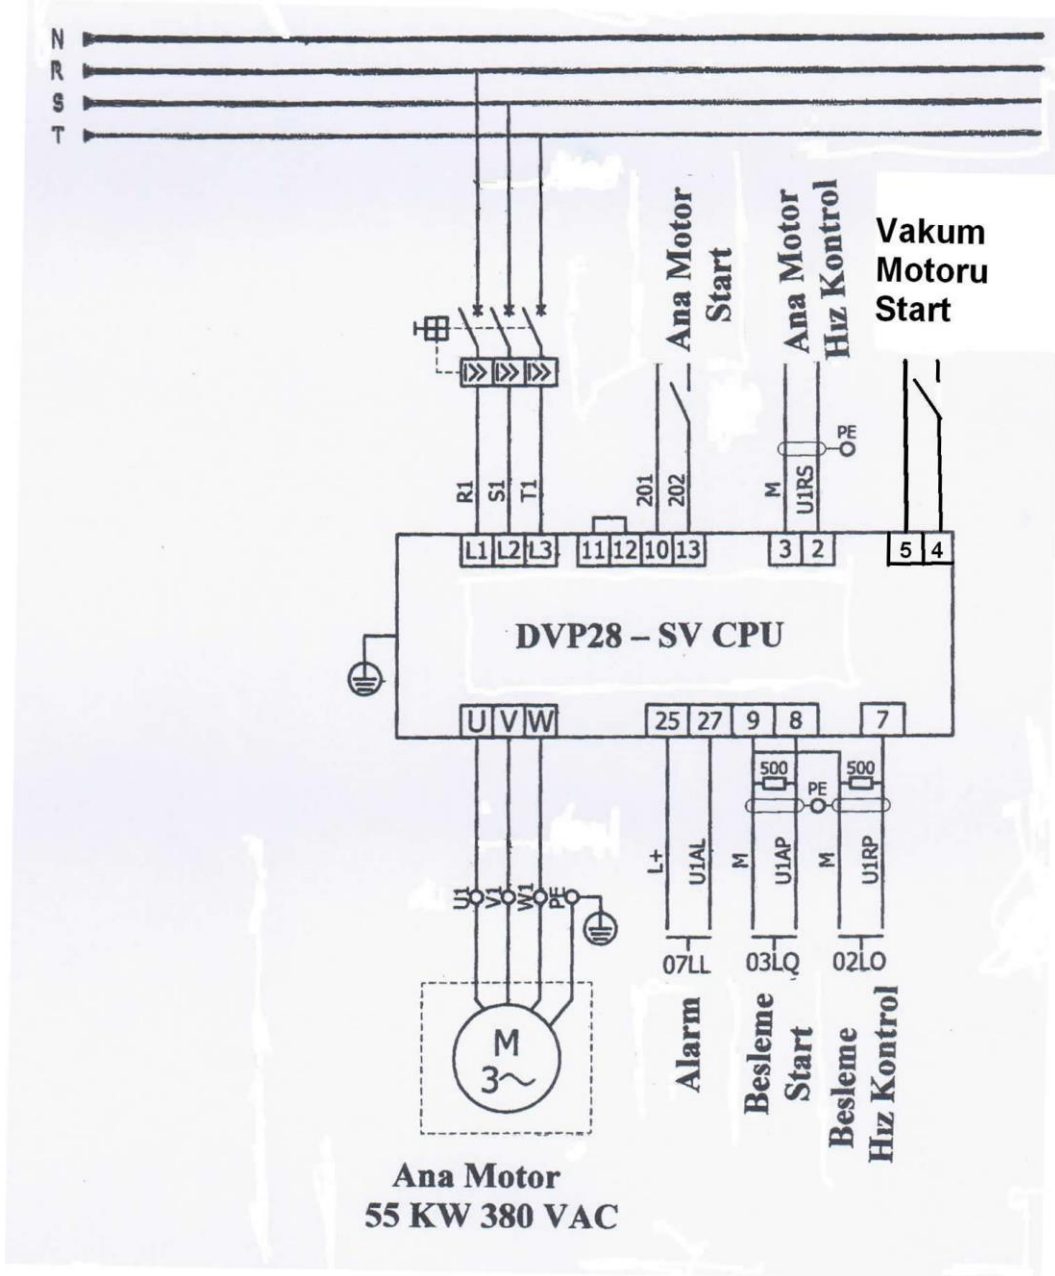 N
R
S
T
Ana Motor
Start
Ana Motor
Hız Kontrol
Vakum
Motoru
Start
PE
R1
S1
T1
201
202
M
U1RS
L1 L2 L3
11 12 10 13
3 2
5 4
DVP28 – SV CPU
U V W
25 27
9 8
7
500
500
PE
L+
U1AL
M
U1AP
M
U1RP
U1
V1
W1
PE
07LL
03LQ
02LO
M
3~
Alarm
Besleme
Start
Besleme
Hız Kontrol
Ana Motor
55 KW 380 VAC